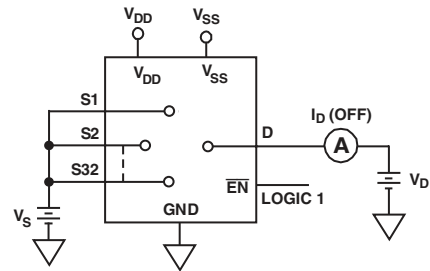 VDD
VSS
VDD
VSS
S1
S2
S32
D
ID (OFF)
A
EN
LOGIC 1
GND
VS
VD